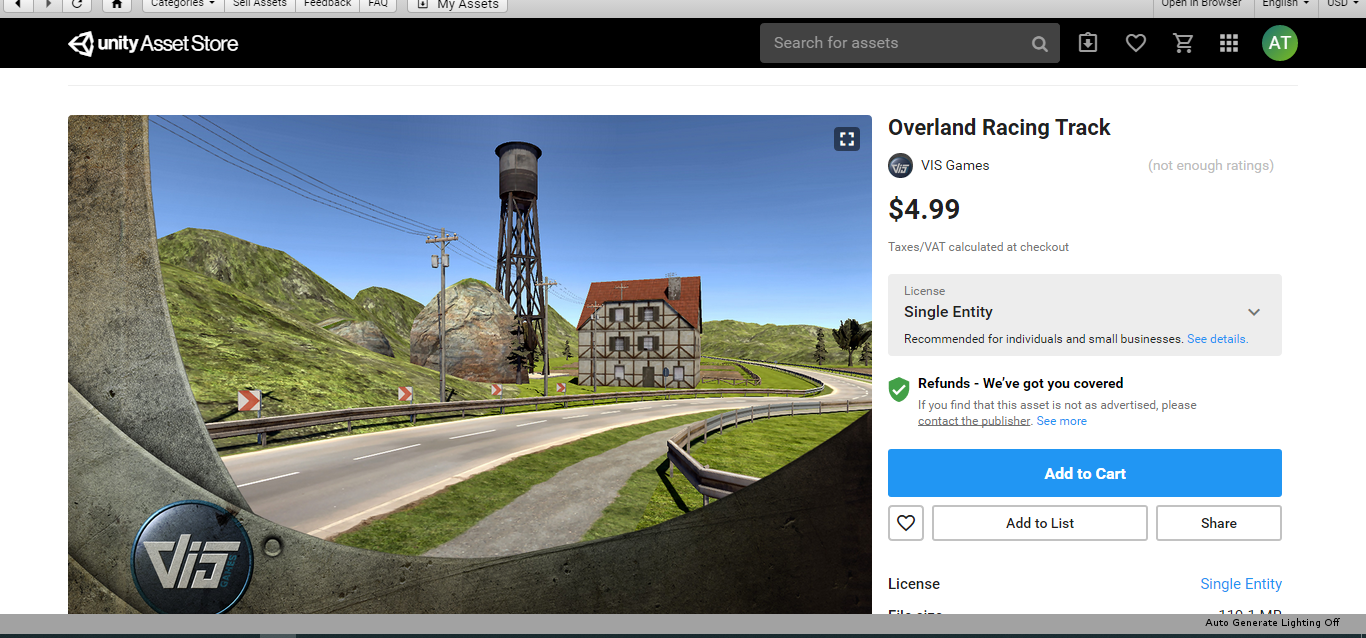 Categories Sell Assets Feedback FAQ My Assets Open in Browser English USD
unity Asset Store Search for assets AT
Overland Racing Track
VIS Games (not enough ratings)
$4.99
Taxes/VAT calculated at checkout
License
Single Entity
Recommended for individuals and small businesses. See details.
Refunds - We've got you covered
If you find that this asset is not as advertised, please
contact the publisher. See more
Add to Cart
Add to List Share
License Single Entity
File size 119.1 MB
VIS
GAMES
Auto Generate Lighting Off